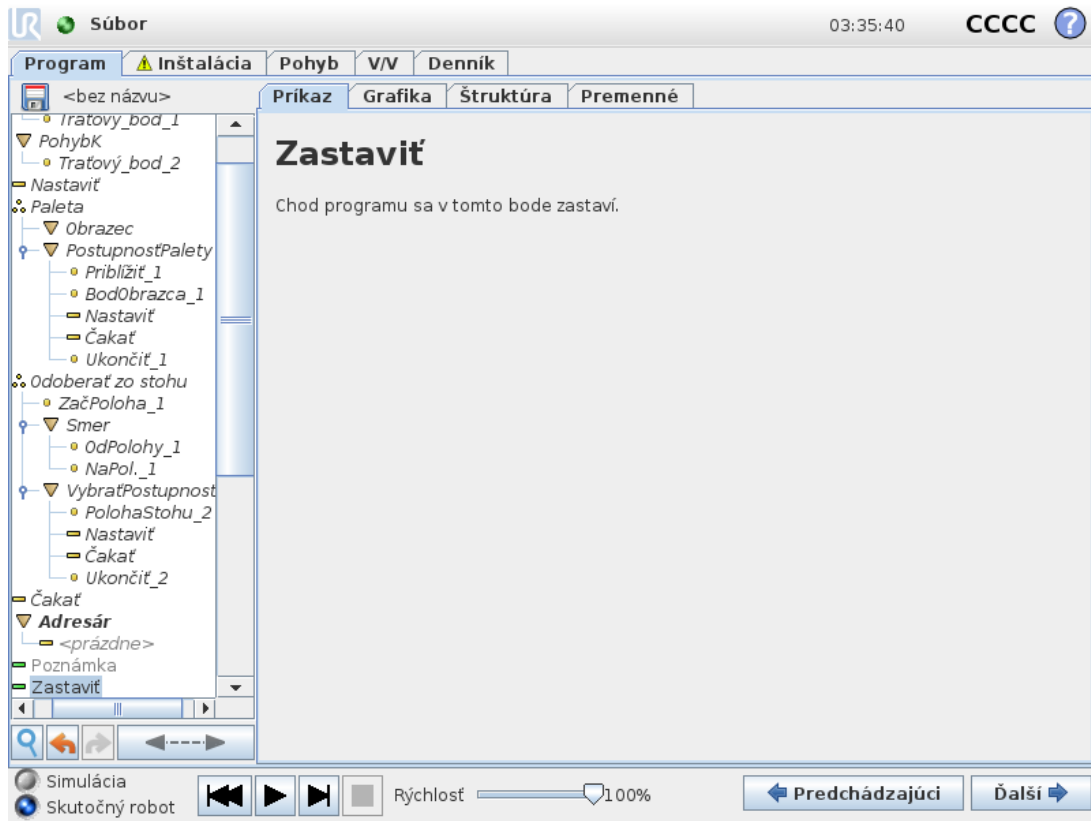 UR Súbor 03:35:40 CCCC ?
Program Inštalácia Pohyb V/V Denník
<bez názvu> Príkaz Grafika Štruktúra Premenné
Traťový_bod_1
PohybK
Traťový_bod_2
Nastaviť
Paleta
Obrazec
PostupnosťPalety
Priblížiť_1
BodObrazca_1
Nastaviť
Čakať
Ukončiť_1
Odoberať zo stohu
ZačPoloha_1
Smer
OdPolohy_1
NaPol._1
VybraťPostupnosť
PolohaStohu_2
Nastaviť
Čakať
Ukončiť_2
Čakať
Adresár
<prázdne>
Poznámka
Zastaviť
Zastaviť
Chod programu sa v tomto bode zastaví.
Simulácia
Skutočný robot
Rýchlosť 100%
Predchádzajúci Ďalší